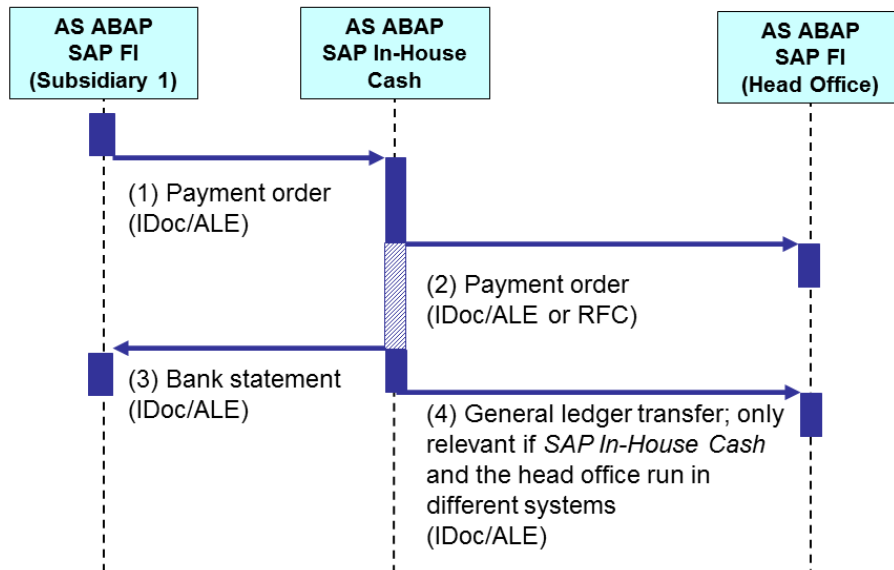 AS ABAP
SAP FI
(Subsidiary 1)
AS ABAP
SAP In-House
Cash
AS ABAP
SAP FI
(Head Office)
(1) Payment order
(IDoc/ALE)
(2) Payment order
(IDoc/ALE or RFC)
(3) Bank statement
(IDoc/ALE)
(4) General ledger transfer; only
relevant if SAP In-House Cash
and the head office run in
different systems
(IDoc/ALE)